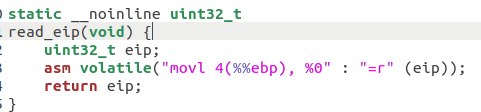 static __noinline uint32_t
read_eip(void) {
uint32_t eip;
asm volatile("movl 4(%%ebp), %0" : "=r" (eip));
return eip;
}